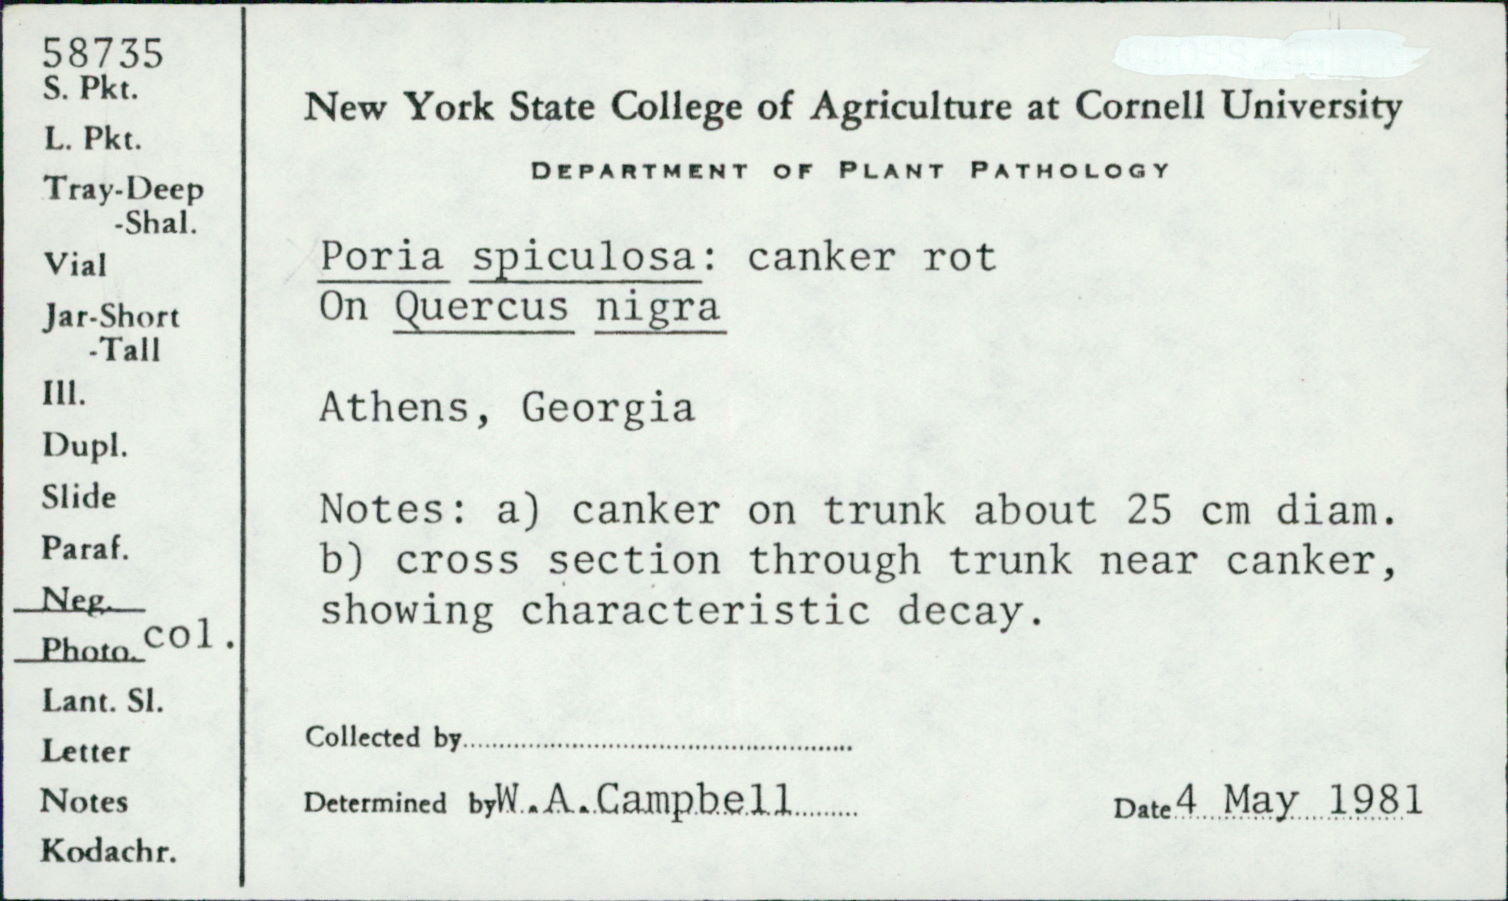 58735
S. Pkt.
L. Pkt.
Tray-Deep
-Shal.
Vial
Jar-Short
-Tall
Ill.
Dupl.
Slide
Paraf.
Neg.
Photo. col.
Lant. Sl.
Letter
Notes
Kodachr.
New York State College of Agriculture at Cornell University
DEPARTMENT OF PLANT PATHOLOGY
Poria spiculosa: canker rot
On Quercus nigra
Athens, Georgia
Notes: a) canker on trunk about 25 cm diam.
b) cross section through trunk near canker,
showing characteristic decay.
Collected by
Determined by W.A.Campbell
Date 4 May 1981